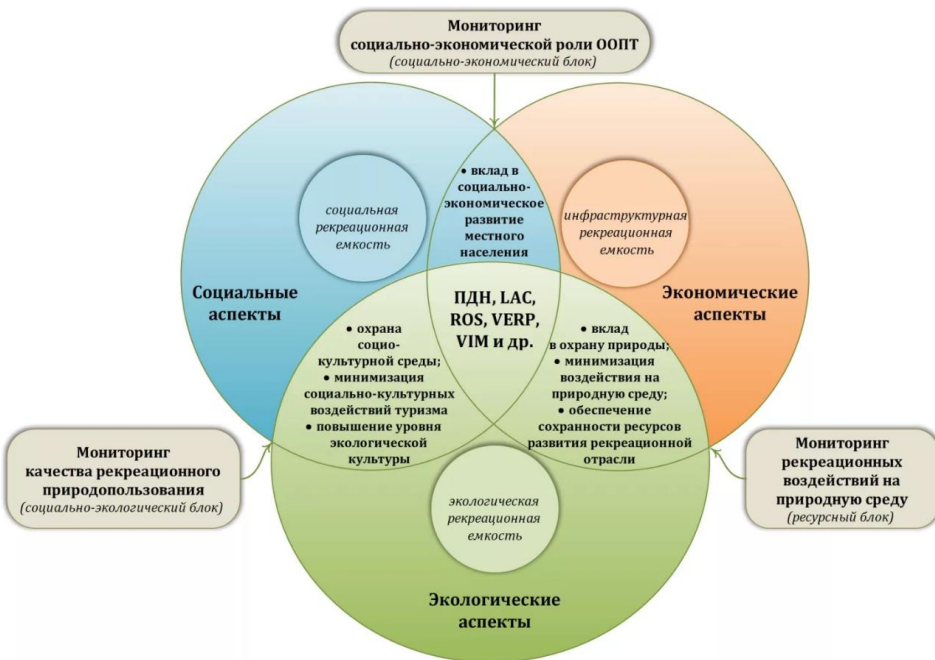 Мониторинг
социально-экономической роли ООПТ
(социально-экономический блок)
• вклад в
социально-
экономическое
развитие
местного
населения
социальная
рекреационная
емкость
инфраструктурная
рекреационная
емкость
Социальные
аспекты
Экономические
аспекты
ПДН, LAC,
ROS, VERP,
VIM и др.
• охрана
социо-
культурной среды;
• минимизация
социально-культурных
воздействий туризма
• повышение уровня
экологической
культуры
• вклад
в охрану природы;
• минимизация
воздействия на
природную среду;
• обеспечение
сохранности ресурсов
развития рекреационной
отрасли
Мониторинг
качества рекреационного
природопользования
(социально-экологический блок)
Мониторинг
рекреационных
воздействий на
природную среду
(ресурсный блок)
экологическая
рекреационная
емкость
Экологические
аспекты